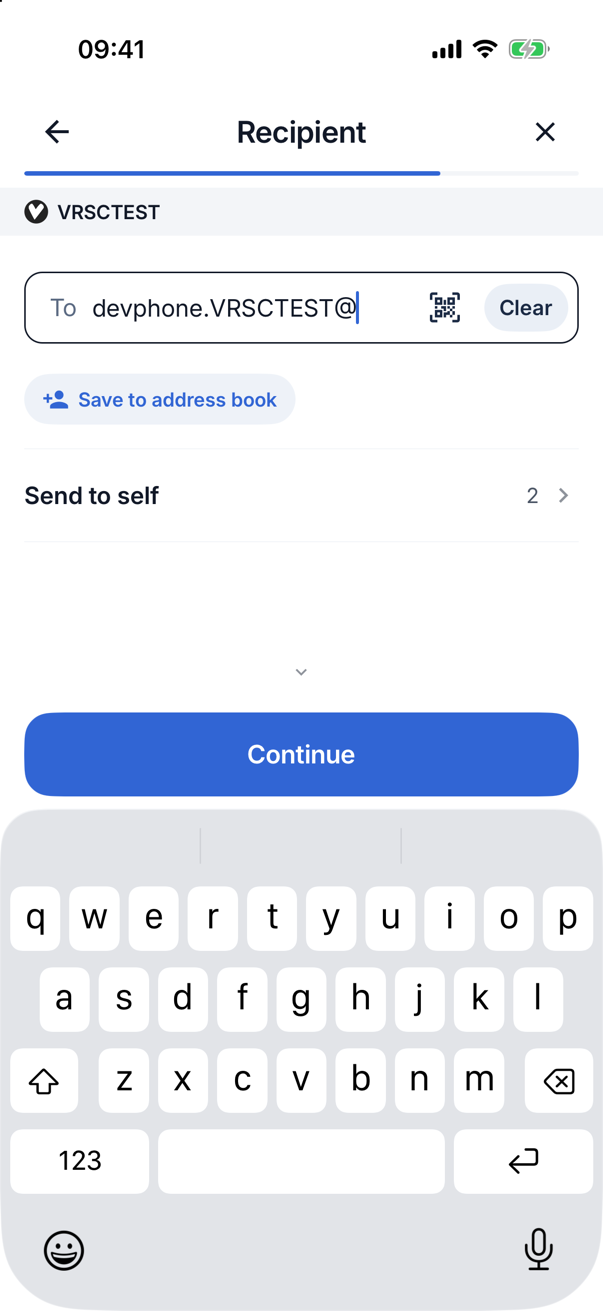 09:41
Recipient
VRSCTEST
To devphone.VRSCTEST@ Clear
Save to address book
Send to self 2
Continue
q w e r t y u i o p
a s d f g h j k l
z x c v b n m
123